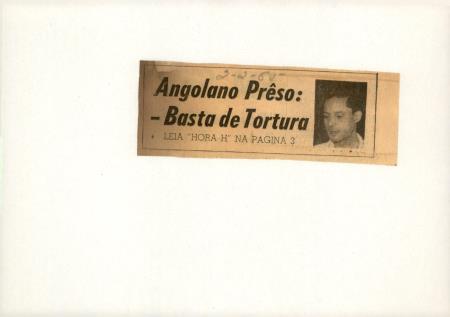 Angolano Prêso:
- Basta de Tortura
LEIA "HORA-H" NA PAGINA 3